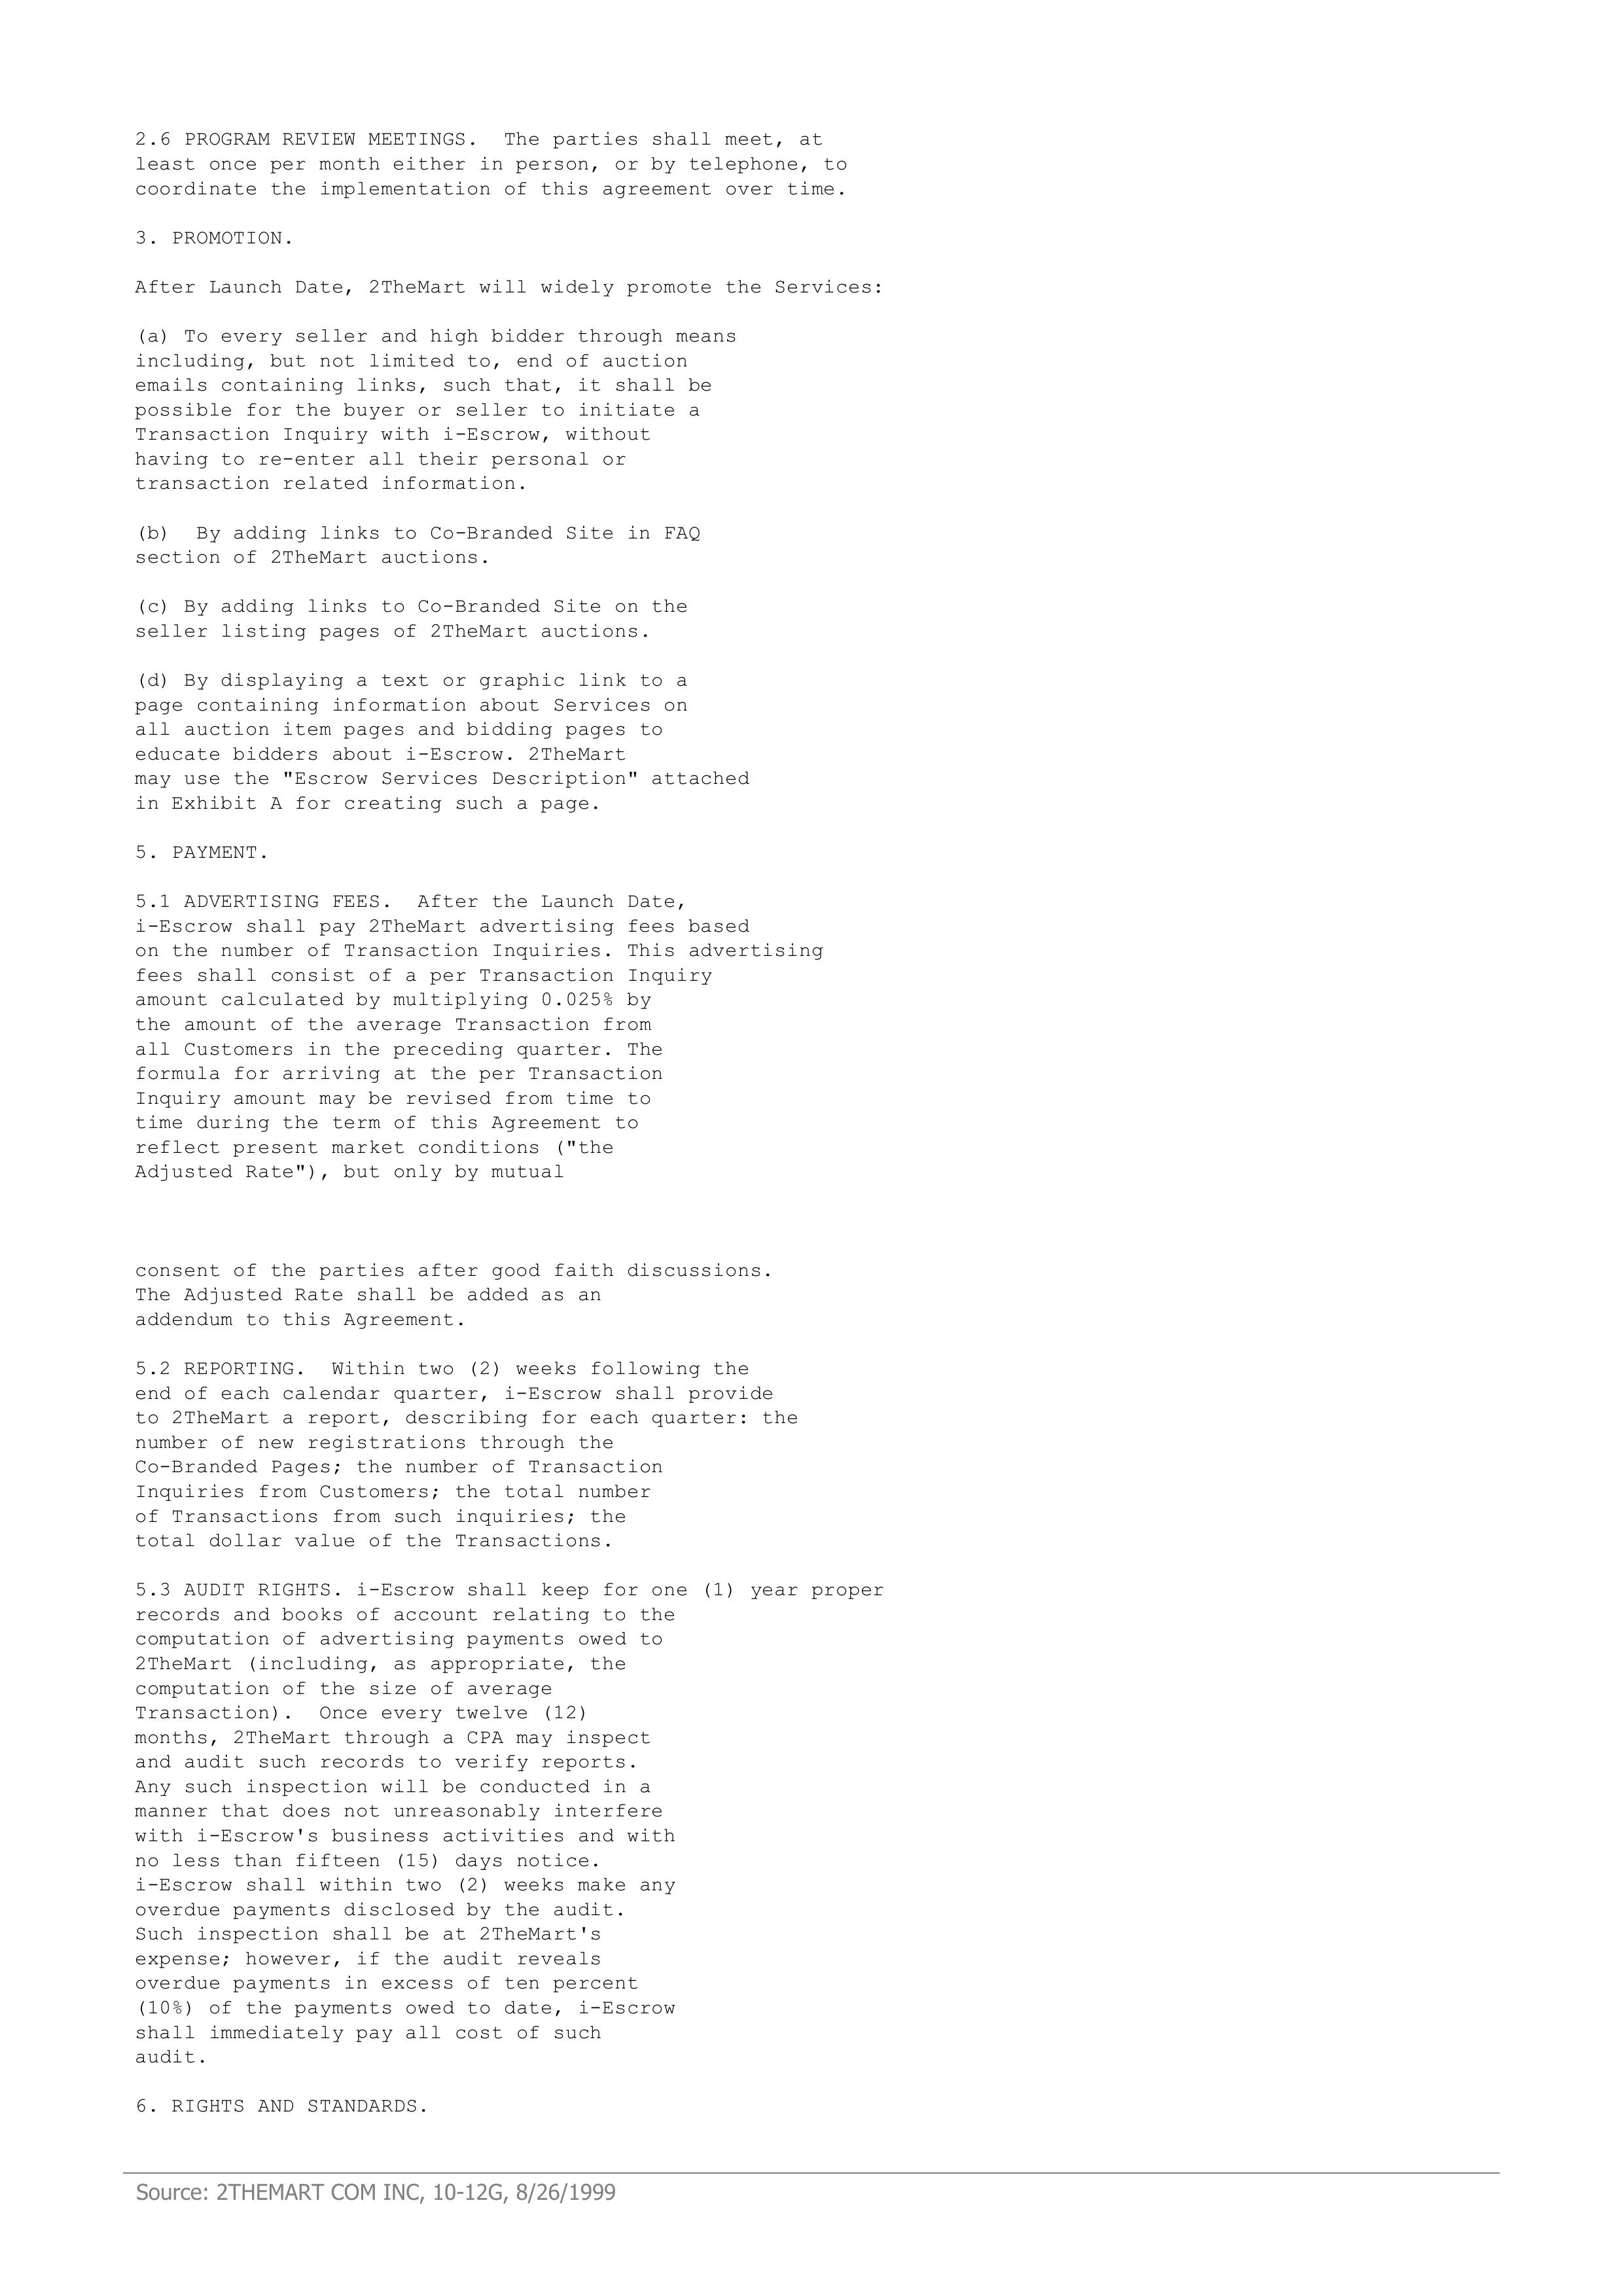 2.6 PROGRAM REVIEW MEETINGS.  The parties shall meet, at
least once per month either in person, or by telephone, to
coordinate the implementation of this agreement over time.
3. PROMOTION.
After Launch Date, 2TheMart will widely promote the Services:
(a) To every seller and high bidder through means
including, but not limited to, end of auction
emails containing links, such that, it shall be
possible for the buyer or seller to initiate a
Transaction Inquiry with i-Escrow, without
having to re-enter all their personal or
transaction related information.
(b)  By adding links to Co-Branded Site in FAQ
section of 2TheMart auctions.
(c) By adding links to Co-Branded Site on the
seller listing pages of 2TheMart auctions.
(d) By displaying a text or graphic link to a
page containing information about Services on
all auction item pages and bidding pages to
educate bidders about i-Escrow. 2TheMart
may use the "Escrow Services Description" attached
in Exhibit A for creating such a page.
5. PAYMENT.
5.1 ADVERTISING FEES.  After the Launch Date,
i-Escrow shall pay 2TheMart advertising fees based
on the number of Transaction Inquiries. This advertising
fees shall consist of a per Transaction Inquiry
amount calculated by multiplying 0.025% by
the amount of the average Transaction from
all Customers in the preceding quarter. The
formula for arriving at the per Transaction
Inquiry amount may be revised from time to
time during the term of this Agreement to
reflect present market conditions ("the
Adjusted Rate"), but only by mutual
consent of the parties after good faith discussions.
The Adjusted Rate shall be added as an
addendum to this Agreement.
5.2 REPORTING.  Within two (2) weeks following the
end of each calendar quarter, i-Escrow shall provide
to 2TheMart a report, describing for each quarter: the
number of new registrations through the
Co-Branded Pages; the number of Transaction
Inquiries from Customers; the total number
of Transactions from such inquiries; the
total dollar value of the Transactions.
5.3 AUDIT RIGHTS. i-Escrow shall keep for one (1) year proper
records and books of account relating to the
computation of advertising payments owed to
2TheMart (including, as appropriate, the
computation of the size of average
Transaction).  Once every twelve (12)
months, 2TheMart through a CPA may inspect
and audit such records to verify reports.
Any such inspection will be conducted in a
manner that does not unreasonably interfere
with i-Escrow's business activities and with
no less than fifteen (15) days notice.
i-Escrow shall within two (2) weeks make any
overdue payments disclosed by the audit.
Such inspection shall be at 2TheMart's
expense; however, if the audit reveals
overdue payments in excess of ten percent
(10%) of the payments owed to date, i-Escrow
shall immediately pay all cost of such
audit.
6. RIGHTS AND STANDARDS.
Source: 2THEMART COM INC, 10-12G, 8/26/1999